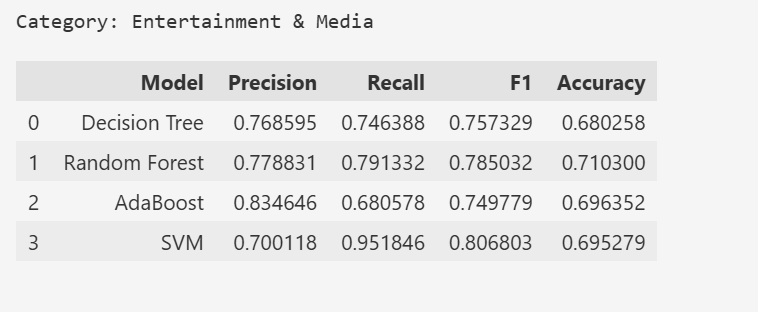 Category: Entertainment & Media
Model Precision Recall F1 Accuracy
0 Decision Tree 0.768595 0.746388 0.757329 0.680258
1 Random Forest 0.778831 0.791332 0.785032 0.710300
2 AdaBoost 0.834646 0.680578 0.749779 0.696352
3 SVM 0.700118 0.951846 0.806803 0.695279